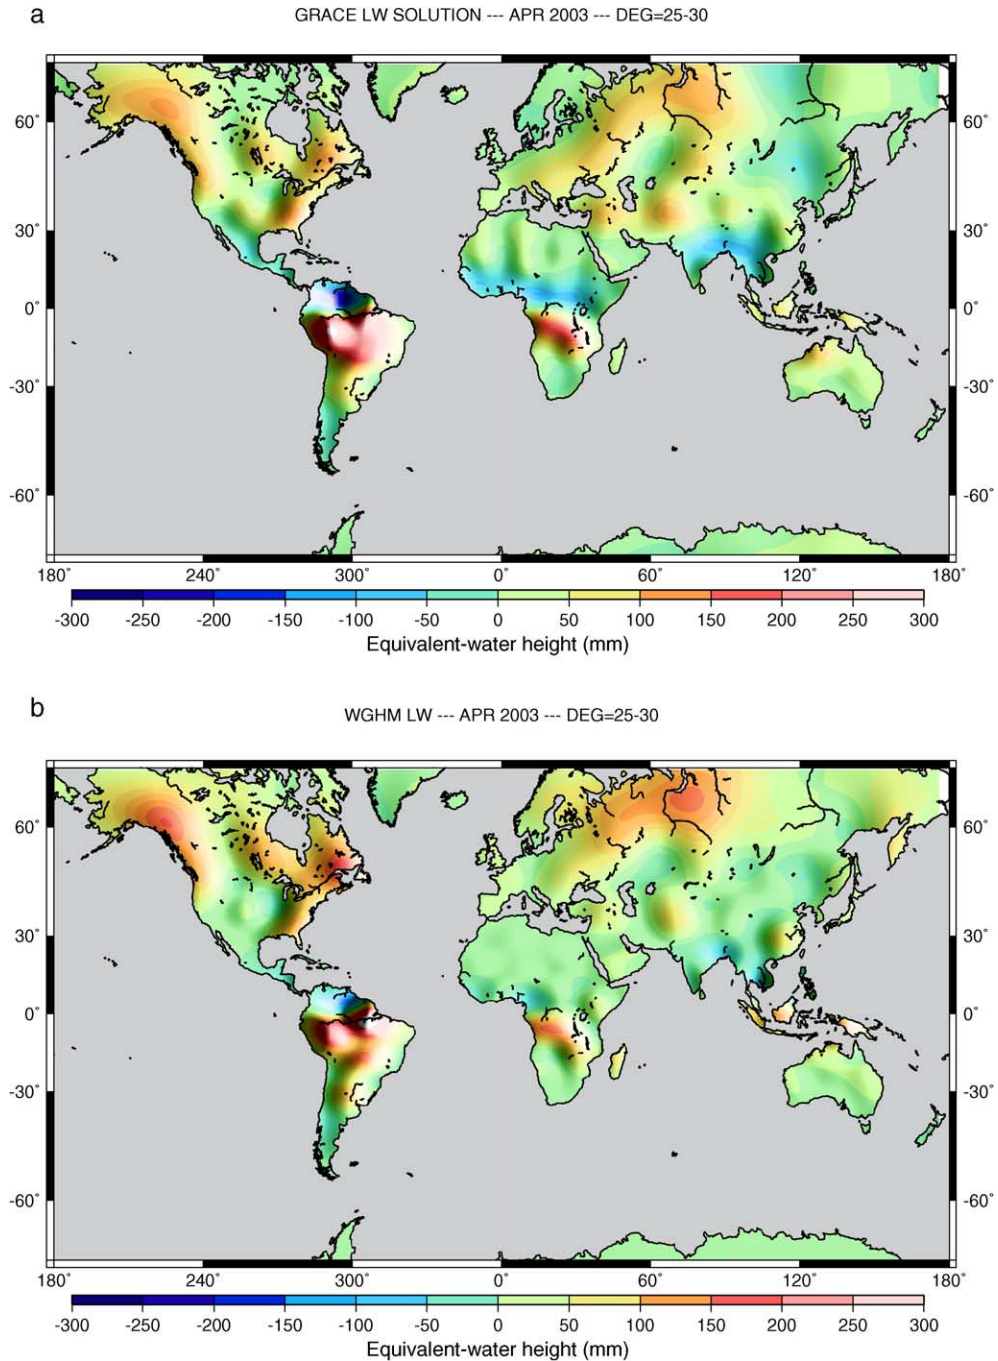 a
GRACE LW SOLUTION --- APR 2003 --- DEG=25-30
60˚ 60˚
30˚ 30˚
0˚ 0˚
-30˚ -30˚
-60˚ -60˚
180˚ 240˚ 300˚ 0˚ 60˚ 120˚ 180˚
-300 -250 -200 -150 -100 -50 0 50 100 150 200 250 300
Equivalent-water height (mm)
b
WGHM LW --- APR 2003 --- DEG=25-30
60˚ 60˚
30˚ 30˚
0˚ 0˚
-30˚ -30˚
-60˚ -60˚
180˚ 240˚ 300˚ 0˚ 60˚ 120˚ 180˚
-300 -250 -200 -150 -100 -50 0 50 100 150 200 250 300
Equivalent-water height (mm)